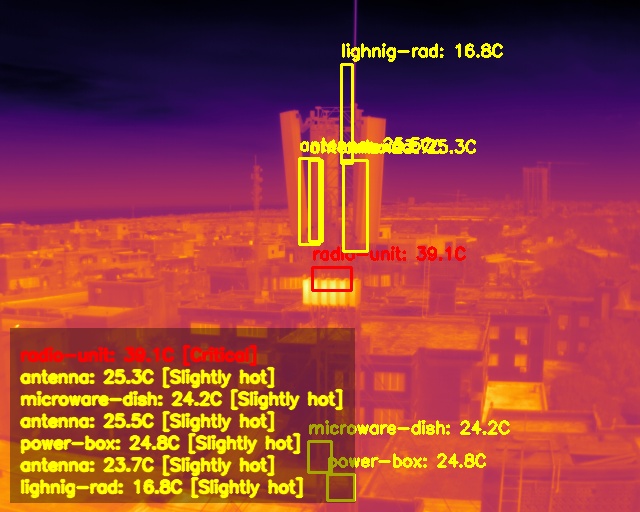 lighnig-rad: 16.8C
25.3C
radio-unit: 39.1C
radio-unit: 39.1C [Critical]
antenna: 25.3C [Slightly hot]
microware-dish: 24.2C [Slightly hot]
antenna: 25.5C [Slightly hot]
power-box: 24.8C [Slightly hot]
antenna: 23.7C [Slightly hot]
lighnig-rad: 16.8C [Slightly hot]
microware-dish: 24.2C
power-box: 24.8C